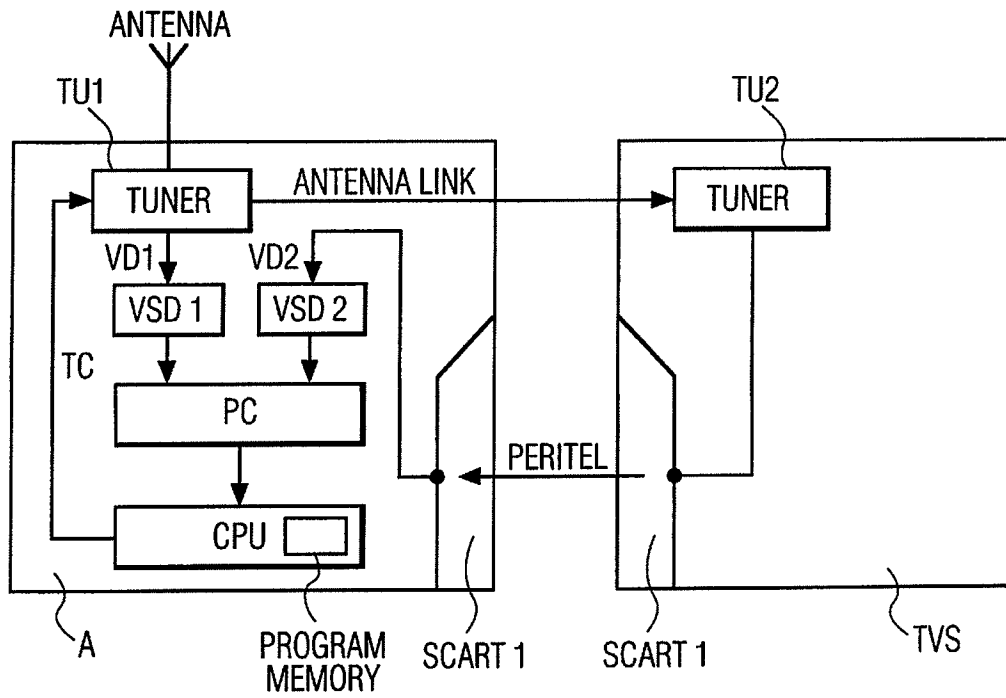 ANTENNA
TU1
TU2
TUNER
ANTENNA LINK
TUNER
VD1
VD2
VSD 1
VSD 2
TC
PC
PERITEL
CPU
A
PROGRAM
MEMORY
SCART 1
SCART 1
TVS